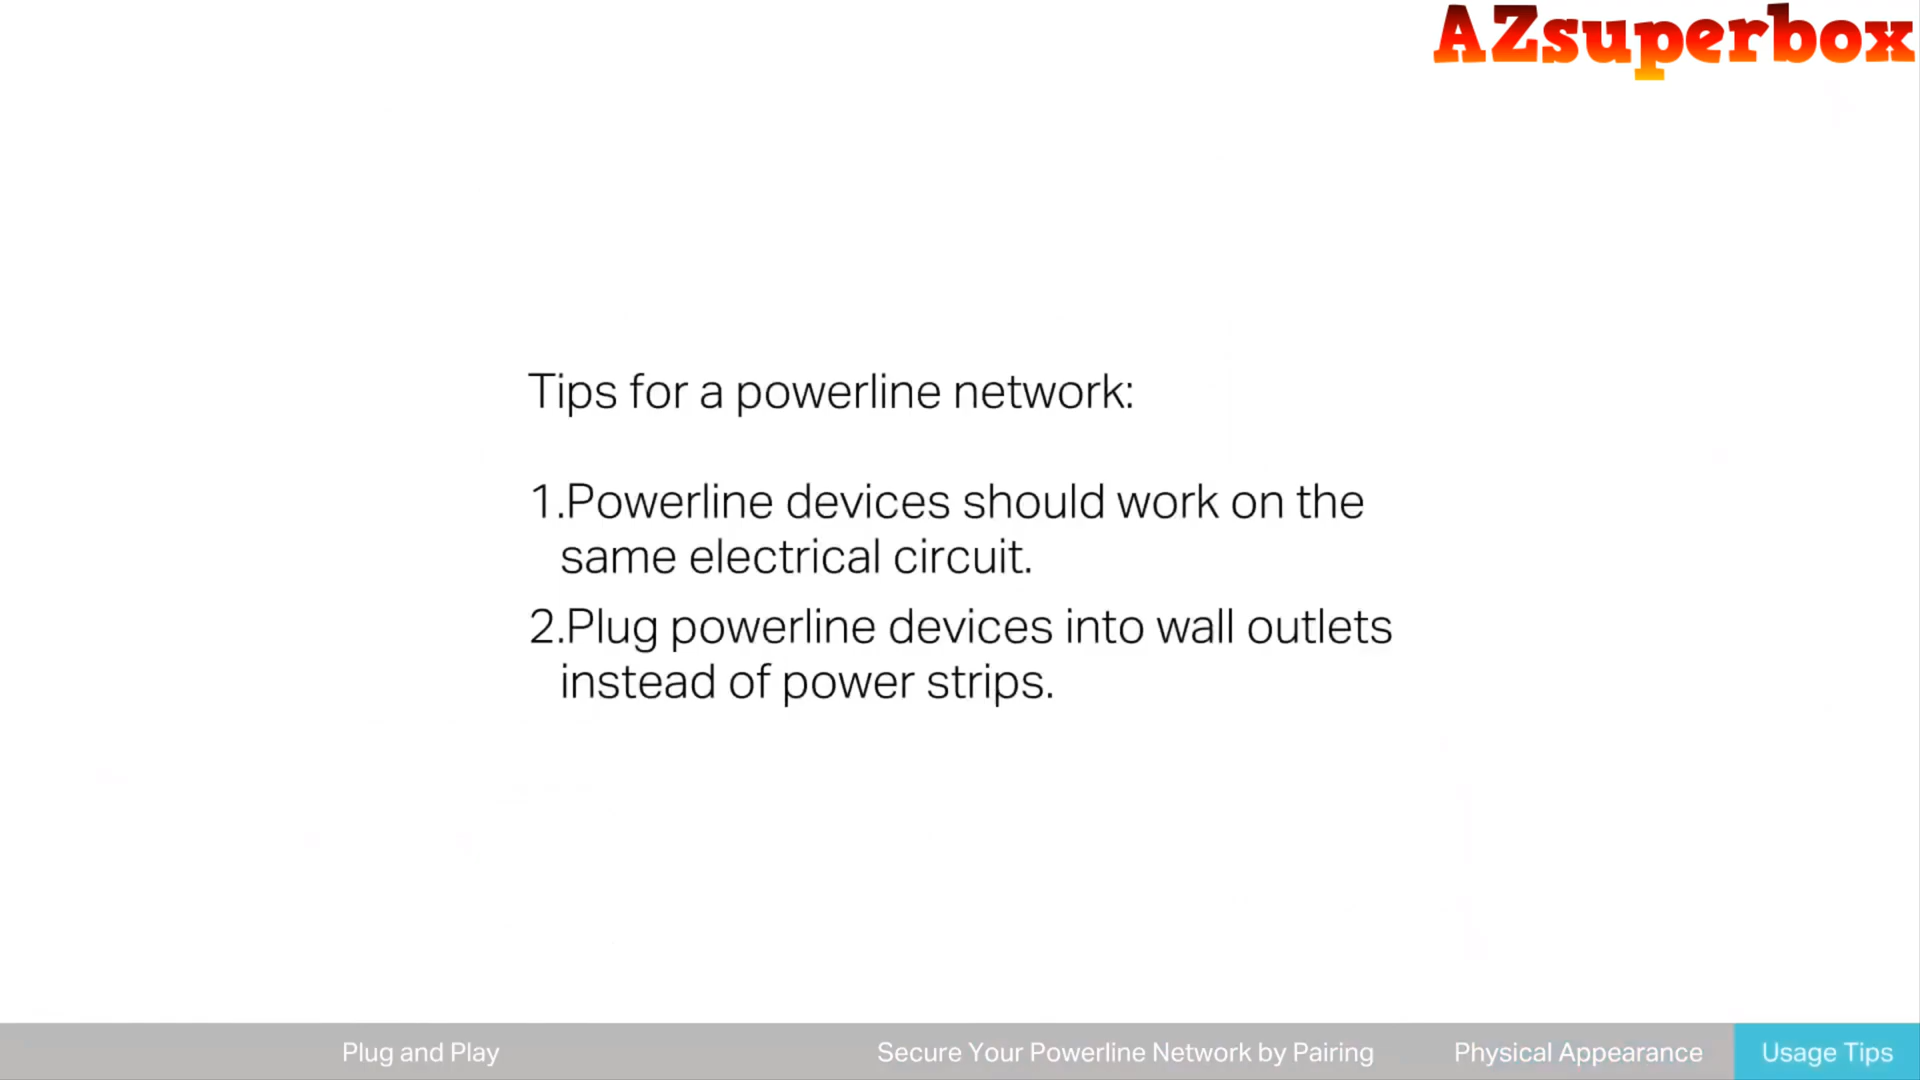 AZsuperbox
Tips for a powerline network:
1.Powerline devices should work on the
same electrical circuit.
2.Plug powerline devices into wall outlets
instead of power strips.
Plug and Play
Secure Your Powerline Network by Pairing
Physical Appearance
Usage Tips